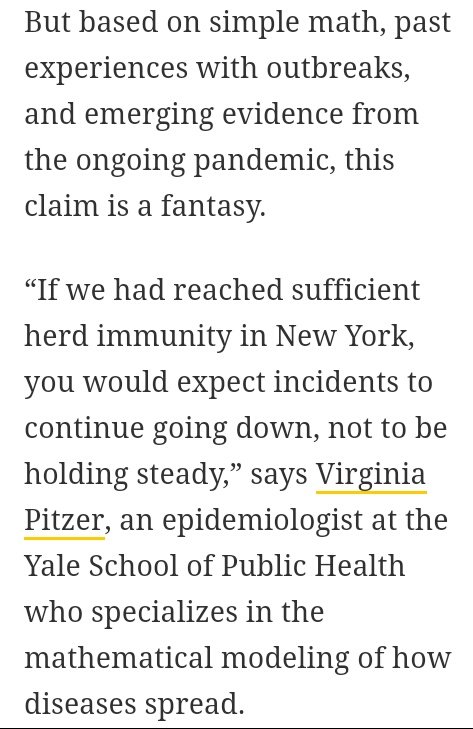 But based on simple math, past
experiences with outbreaks,
and emerging evidence from
the ongoing pandemic, this
claim is a fantasy.
“If we had reached sufficient
herd immunity in New York,
you would expect incidents to
continue going down, not to be
holding steady,” says Virginia
Pitzer, an epidemiologist at the
Yale School of Public Health
who specializes in the
mathematical modeling of how
diseases spread.